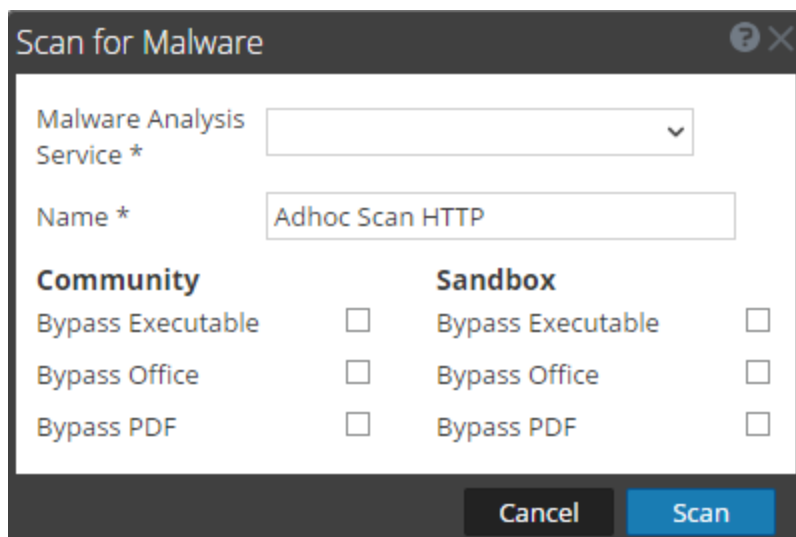 Scan for Malware
Malware Analysis
Service *
Name *
Adhoc Scan HTTP
Community
Sandbox
Bypass Executable
Bypass Executable
Bypass Office
Bypass Office
Bypass PDF
Bypass PDF
Cancel
Scan